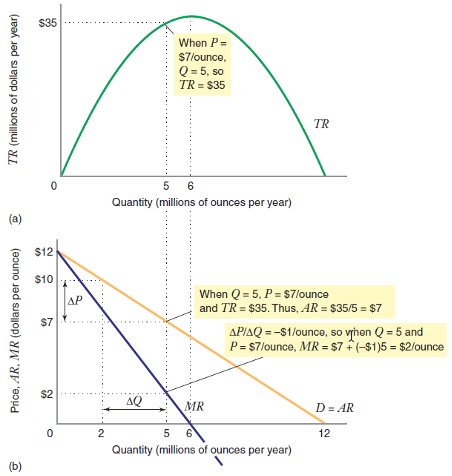 TR (millions of dollars per year)
$35
When P =
$7/ounce,
Q = 5, so
TR = $35
TR
0
5
6
Quantity (millions of ounces per year)
(a)
Price, AR, MR (dollars per ounce)
$12
$10
ΔP
$7
When Q = 5, P = $7/ounce
and TR = $35. Thus, AR = $35/5 = $7
ΔP/ΔQ = –$1/ounce, so when Q = 5 and
P = $7/ounce, MR = $7 + (–$1)5 = $2/ounce
$2
ΔQ
MR
D = AR
0
2
5
6
12
Quantity (millions of ounces per year)
(b)